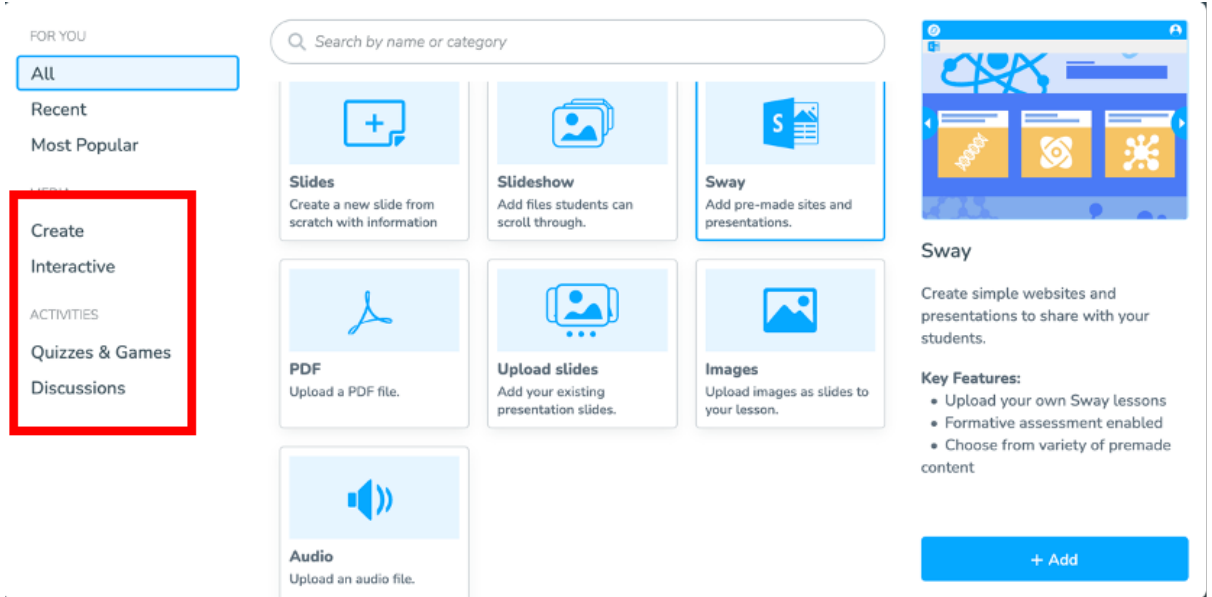 FOR YOU
All
Recent
Most Popular
Create
Interactive
ACTIVITIES
Quizzes & Games
Discussions
Search by name or category
Slides
Create a new slide from
scratch with information
Slideshow
Add files students can
scroll through.
Sway
Add pre-made sites and
presentations.
PDF
Upload a PDF file.
Upload slides
Add your existing
presentation slides.
Images
Upload images as slides to
your lesson.
Audio
Upload an audio file.
S
Sway
Create simple websites and
presentations to share with your
students.
Key Features:
• Upload your own Sway lessons
• Formative assessment enabled
• Choose from variety of premade
content
+ Add